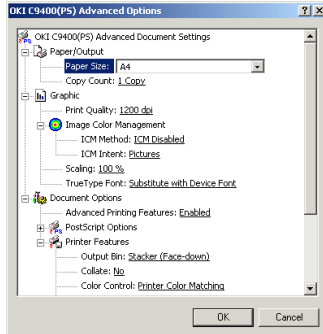 OKI C9400(PS) Advanced Options
OKI C9400(PS) Advanced Document Settings
Paper/Output
Paper Size: A4
Copy Count: 1 Copy
Graphic
Print Quality: 1200 dpi
Image Color Management
ICM Method: ICM Disabled
ICM Intent: Pictures
Scaling: 100 %
TrueType Font: Substitute with Device Font
Document Options
Advanced Printing Features: Enabled
PostScript Options
Printer Features
Output Bin: Stacker (Face-down)
Collate: No
Color Control: Printer Color Matching
OK Cancel